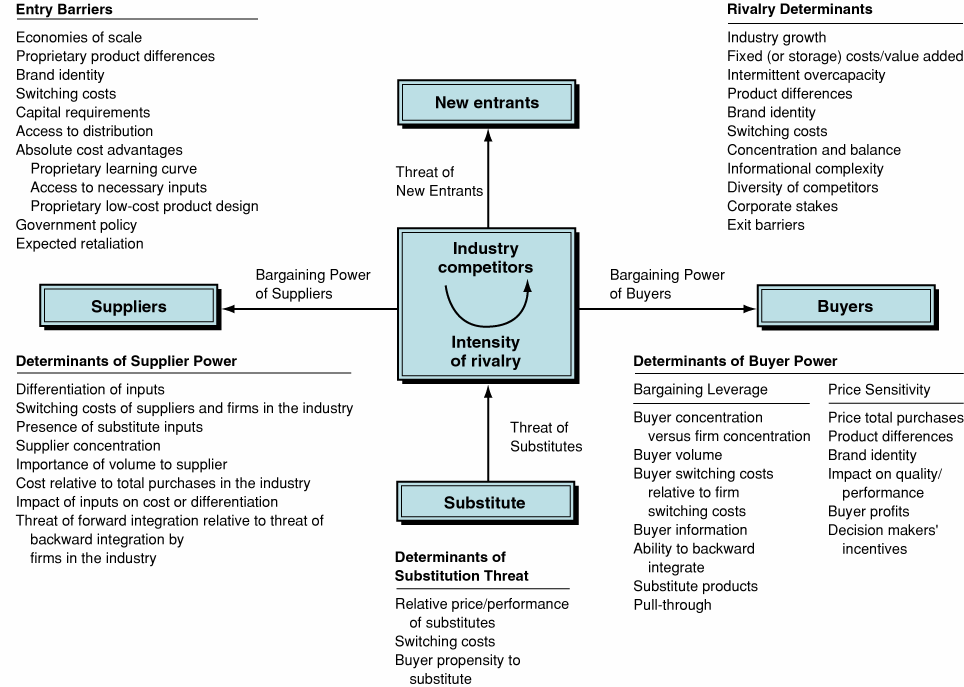 Entry Barriers
Economies of scale
Proprietary product differences
Brand identity
Switching costs
Capital requirements
Access to distribution
Absolute cost advantages
Proprietary learning curve
Access to necessary inputs
Proprietary low-cost product design
Government policy
Expected retaliation
Rivalry Determinants
Industry growth
Fixed (or storage) costs/value added
Intermittent overcapacity
Product differences
Brand identity
Switching costs
Concentration and balance
Informational complexity
Diversity of competitors
Corporate stakes
Exit barriers
New entrants
Threat of
New Entrants
Suppliers
Bargaining Power
of Suppliers
Industry
competitors
Intensity
of rivalry
Bargaining Power
of Buyers
Buyers
Determinants of Supplier Power
Differentiation of inputs
Switching costs of suppliers and firms in the industry
Presence of substitute inputs
Supplier concentration
Importance of volume to supplier
Cost relative to total purchases in the industry
Impact of inputs on cost or differentiation
Threat of forward integration relative to threat of
backward integration by
firms in the industry
Threat of
Substitutes
Substitute
Determinants of
Substitution Threat
Relative price/performance
of substitutes
Switching costs
Buyer propensity to
substitute
Determinants of Buyer Power
Bargaining Leverage
Buyer concentration
versus firm concentration
Buyer volume
Buyer switching costs
relative to firm
switching costs
Buyer information
Ability to backward
integrate
Substitute products
Pull-through
Price Sensitivity
Price total purchases
Product differences
Brand identity
Impact on quality/
performance
Buyer profits
Decision makers'
incentives